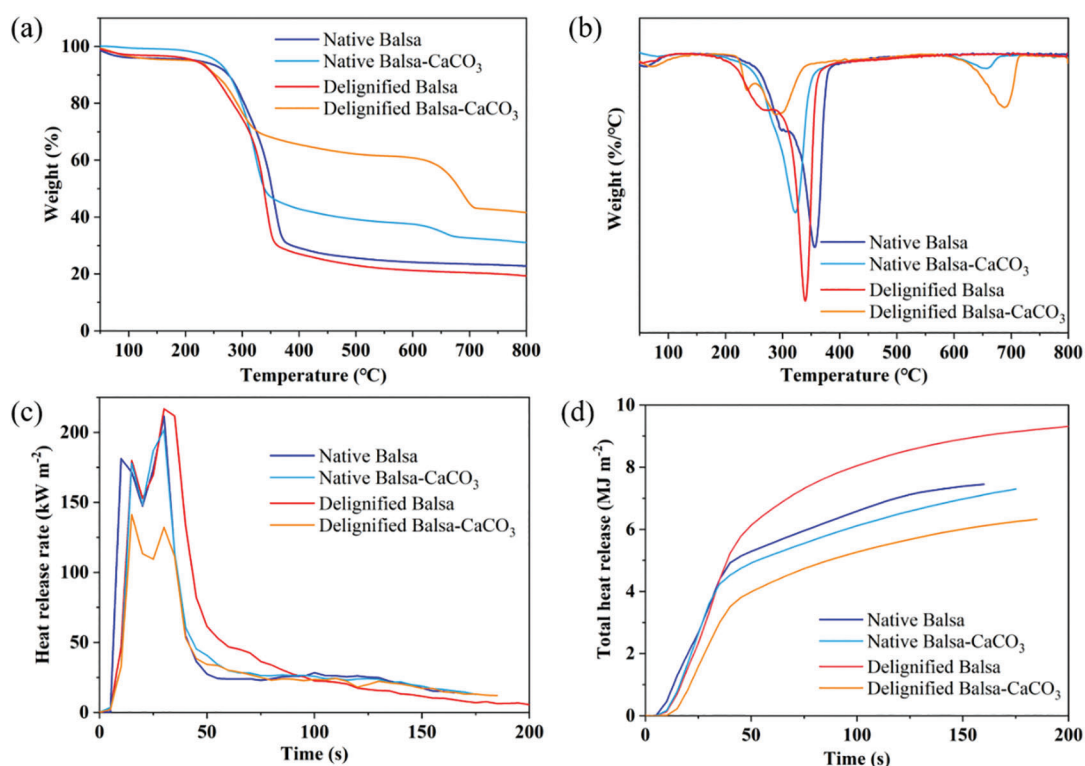 (a)
Native Balsa
Native Balsa-CaCO₃
Delignified Balsa
Delignified Balsa-CaCO₃
100
80
60
40
20
0
Weight (%)
100 200 300 400 500 600 700 800
Temperature (℃)
(b)
Weight (%/℃)
Native Balsa
Native Balsa-CaCO₃
Delignified Balsa
Delignified Balsa-CaCO₃
100 200 300 400 500 600 700 800
Temperature (℃)
(c)
Native Balsa
Native Balsa-CaCO₃
Delignified Balsa
Delignified Balsa-CaCO₃
200
150
100
50
0
Heat release rate (kW m⁻²)
0 50 100 150 200
Time (s)
(d)
10
8
6
4
2
0
Total heat release (MJ m⁻²)
Native Balsa
Native Balsa-CaCO₃
Delignified Balsa
Delignified Balsa-CaCO₃
0 50 100 150 200
Time (s)